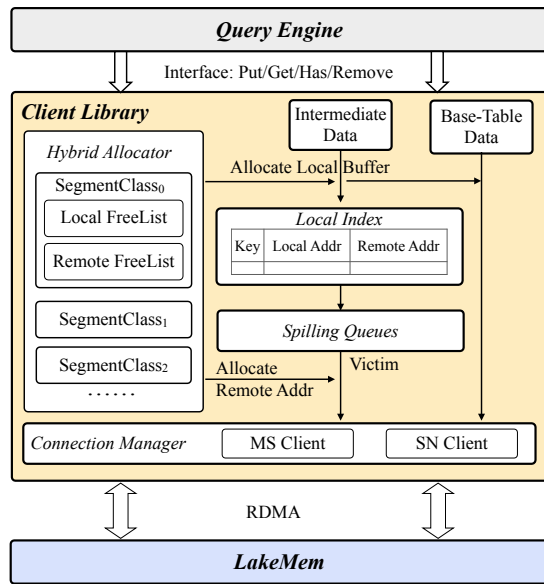 Query Engine
Interface: Put/Get/Has/Remove
Client Library
Intermediate
Data
Base-Table
Data
Hybrid Allocator
SegmentClass₀
Local FreeList
Remote FreeList
SegmentClass₁
SegmentClass₂
······
Allocate Local Buffer
Local Index
Key Local Addr Remote Addr
Spilling Queues
Allocate
Remote Addr
Victim
Connection Manager
MS Client
SN Client
RDMA
LakeMem